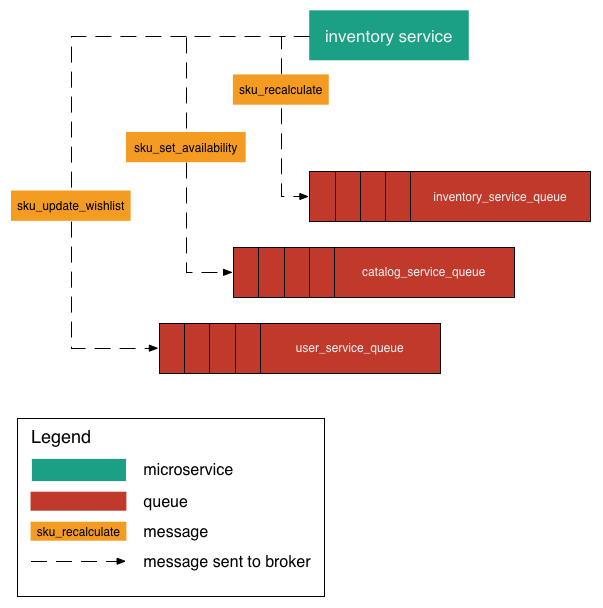 inventory service
sku_recalculate
sku_set_availability
sku_update_wishlist
inventory_service_queue
catalog_service_queue
user_service_queue
Legend
microservice
queue
sku_recalculate
message
message sent to broker